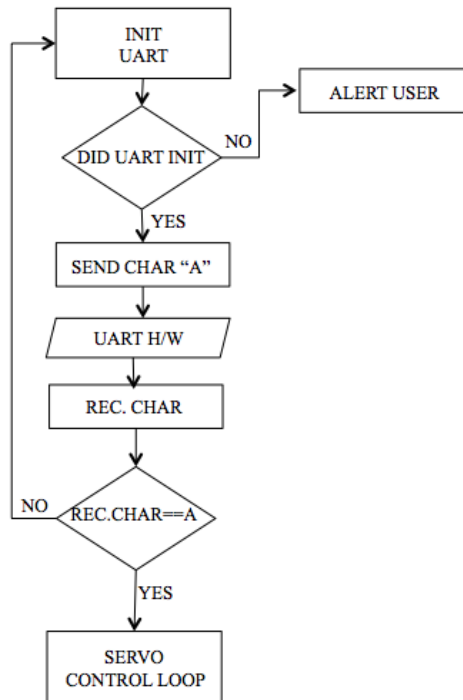 INIT
UART
ALERT USER
NO
DID UART INIT
YES
SEND CHAR “A”
UART H/W
REC. CHAR
NO
REC.CHAR==A
YES
SERVO
CONTROL LOOP